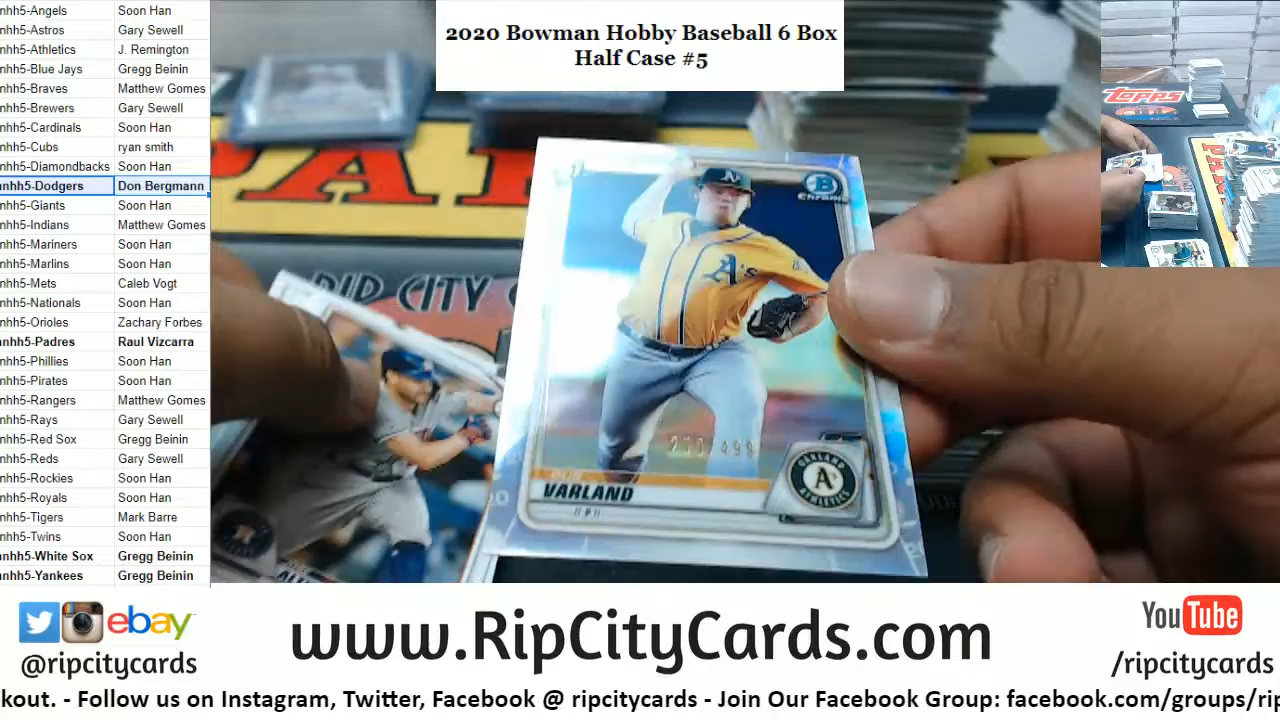 nhh5-Angels Soon Han
nhh5-Astros Gary Sewell
nhh5-Athletics J. Remington
nhh5-Blue Jays Gregg Beinin
nhh5-Braves Matthew Gomes
nhh5-Brewers Gary Sewell
nhh5-Cardinals Soon Han
nhh5-Cubs ryan smith
nhh5-Diamondbacks Soon Han
nhh5-Dodgers Don Bergmann
nhh5-Giants Soon Han
nhh5-Indians Matthew Gomes
nhh5-Mariners Soon Han
nhh5-Marlins Soon Han
nhh5-Mets Caleb Vogt
nhh5-Nationals Soon Han
nhh5-Orioles Zachary Forbes
nhh5-Padres Raul Vizcarra
nhh5-Phillies Soon Han
nhh5-Pirates Soon Han
nhh5-Rangers Matthew Gomes
nhh5-Rays Gary Sewell
nhh5-Red Sox Gregg Beinin
nhh5-Reds Gary Sewell
nhh5-Rockies Soon Han
nhh5-Royals Soon Han
nhh5-Tigers Mark Barre
nhh5-Twins Soon Han
nhh5-White Sox Gregg Beinin
nhh5-Yankees Gregg Beinin
2020 Bowman Hobby Baseball 6 Box
Half Case #5
TOPPS
RIP CITY
B
CHROME
A's
VARLAND
OAKLAND
A's
ATHLETICS
ebay
@ripcitycards
www.RipCityCards.com
YouTube
/ripcitycards
kout. - Follow us on Instagram, Twitter, Facebook @ ripcitycards - Join Our Facebook Group: facebook.com/groups/rip